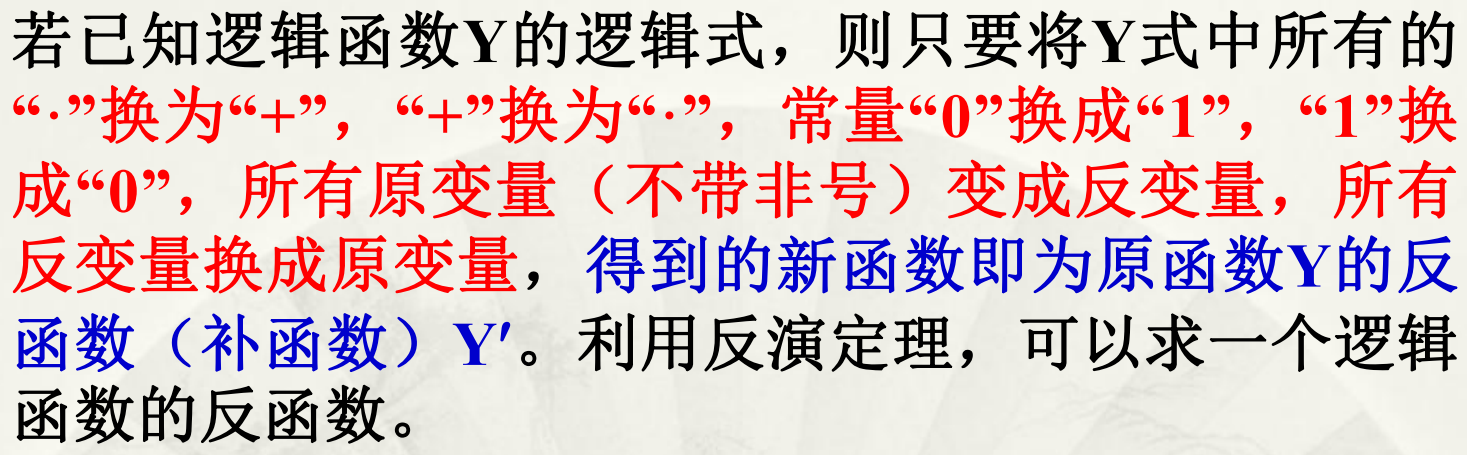 若已知逻辑函数Y的逻辑式，则只要将Y式中所有的
“·”换为“+”，“+”换为“·”，常量“0”换成“1”，“1”换
成“0”，所有原变量（不带非号）变成反变量，所有
反变量换成原变量，得到的新函数即为原函数Y的反
函数（补函数）Y′。利用反演定理，可以求一个逻辑
函数的反函数。